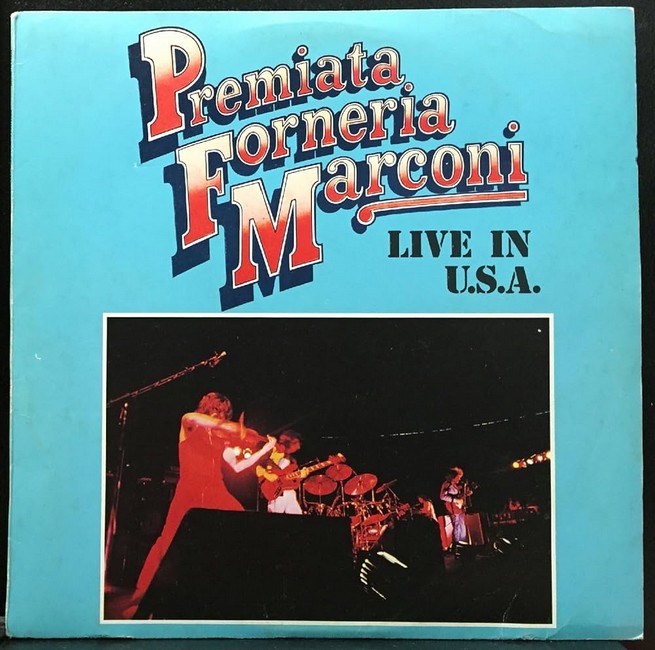 Premiata
Forneria
Marconi
LIVE IN
U.S.A.